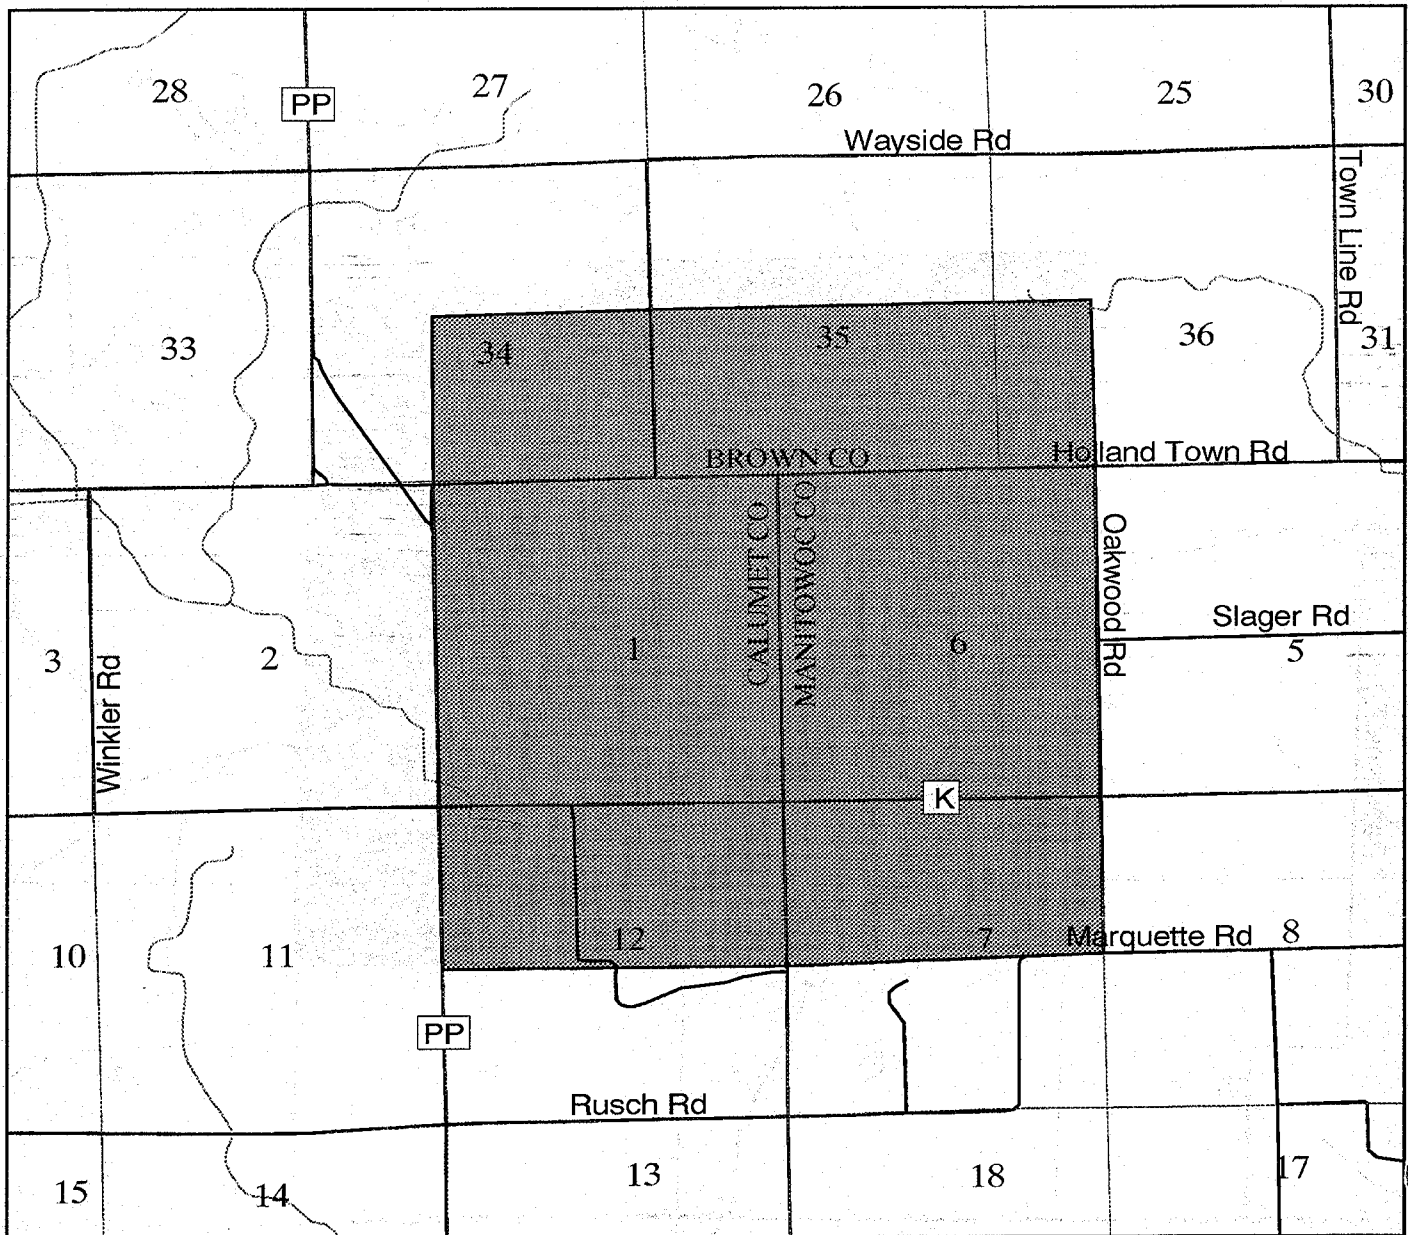 28
27
26
25
30
PP
Wayside Rd
Town Line Rd
33
34
35
36
31
BROWN CO
Holland Town Rd
CALUMET CO
MANITOWOC CO
Oakwood Rd
Slager Rd
3
Winkler Rd
2
1
6
5
K
10
11
12
7
Marquette Rd
8
PP
Rusch Rd
15
14
13
18
17